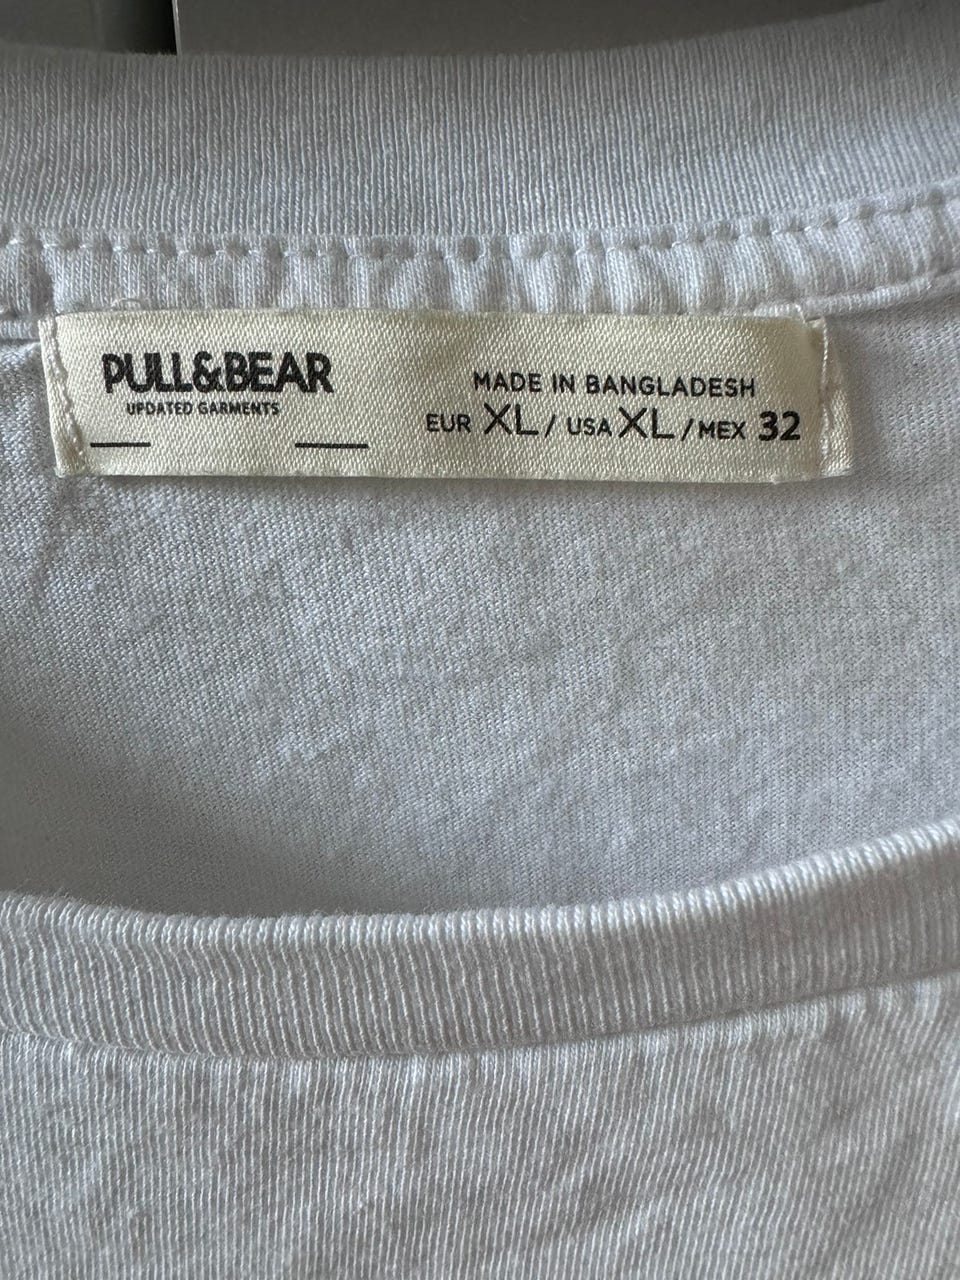 PULL&BEAR
UPDATED GARMENTS
MADE IN BANGLADESH
EUR XL / USA XL / MEX 32